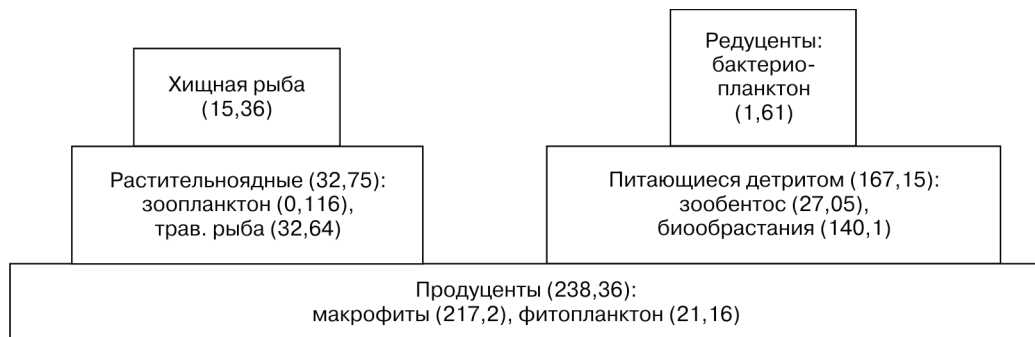 Хищная рыба
(15,36)
Редуценты:
бактерио-
планктон
(1,61)
Растительноядные (32,75):
зоопланктон (0,116),
трав. рыба (32,64)
Питающиеся детритом (167,15):
зообентос (27,05),
биообрастания (140,1)
Продуценты (238,36):
макрофиты (217,2), фитопланктон (21,16)